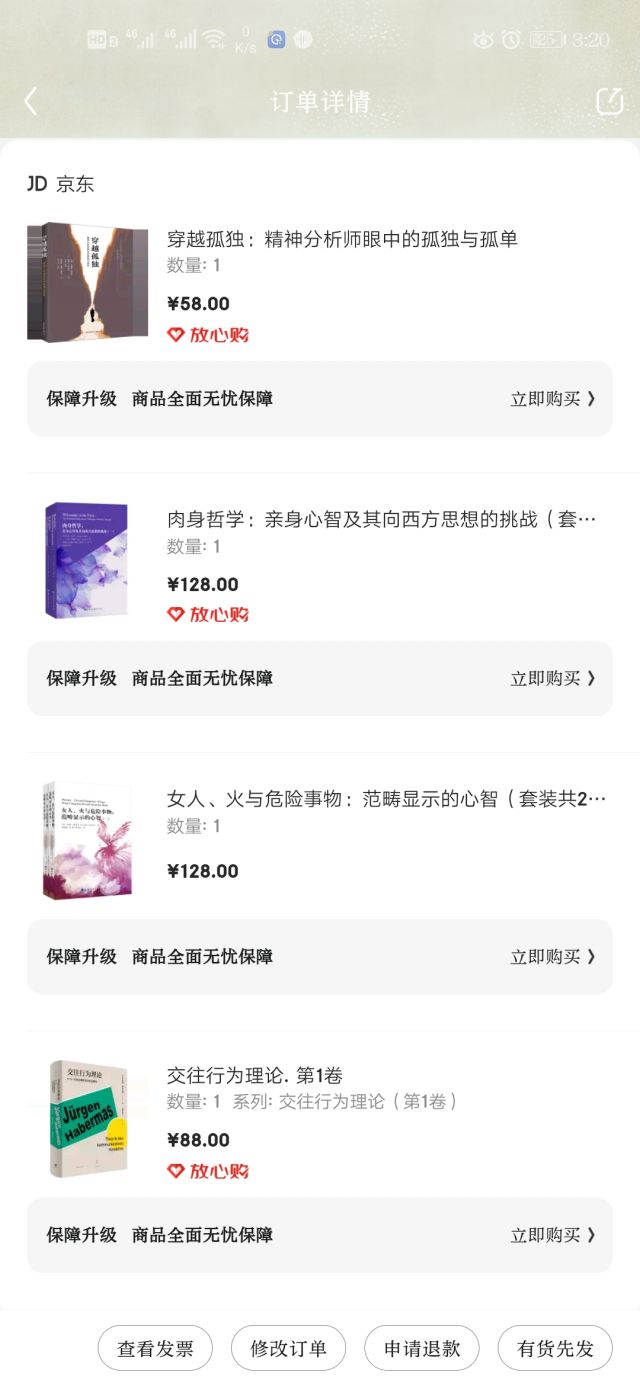 HD 2 4G 4G 0 K/s 25 3:20
订单详情
JD 京东
穿越孤独
穿越孤独：精神分析师眼中的孤独与孤单
数量: 1
¥58.00
放心购
保障升级 商品全面无忧保障 立即购买
肉身哲学：
肉身哲学：亲身心智及其向西方思想的挑战（套…
数量: 1
¥128.00
放心购
保障升级 商品全面无忧保障 立即购买
女人、火与危险事物：
范畴显示的心智
女人、火与危险事物：范畴显示的心智（套装共2…
数量: 1
¥128.00
保障升级 商品全面无忧保障 立即购买
交往行为理论
Jürgen
Habermas
交往行为理论. 第1卷
数量: 1 系列: 交往行为理论（第1卷）
¥88.00
放心购
保障升级 商品全面无忧保障 立即购买
查看发票 修改订单 申请退款 有货先发